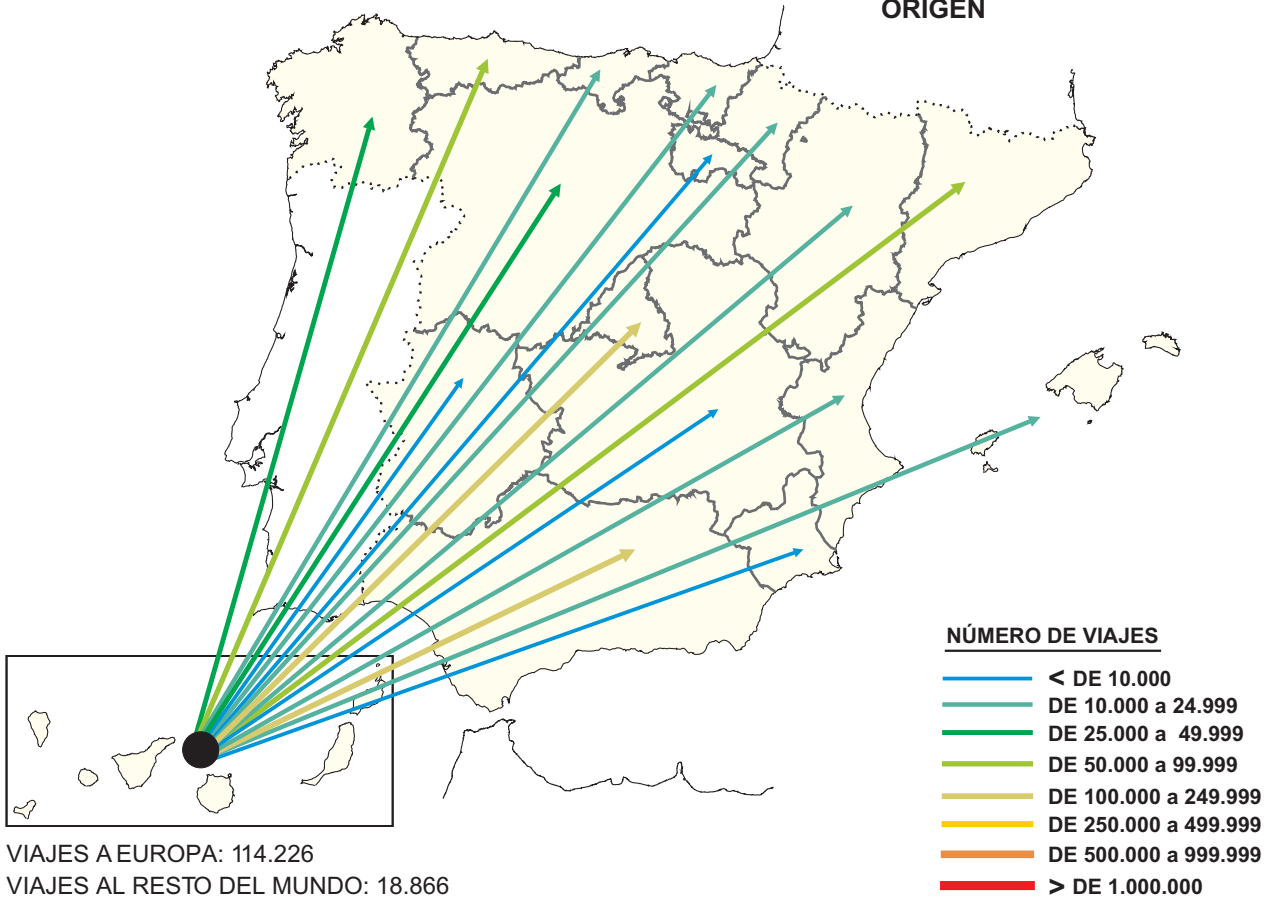 ORIGEN
NÚMERO DE VIAJES
< DE 10.000
DE 10.000 a 24.999
DE 25.000 a 49.999
DE 50.000 a 99.999
DE 100.000 a 249.999
DE 250.000 a 499.999
DE 500.000 a 999.999
> DE 1.000.000
VIAJES A EUROPA: 114.226
VIAJES AL RESTO DEL MUNDO: 18.866